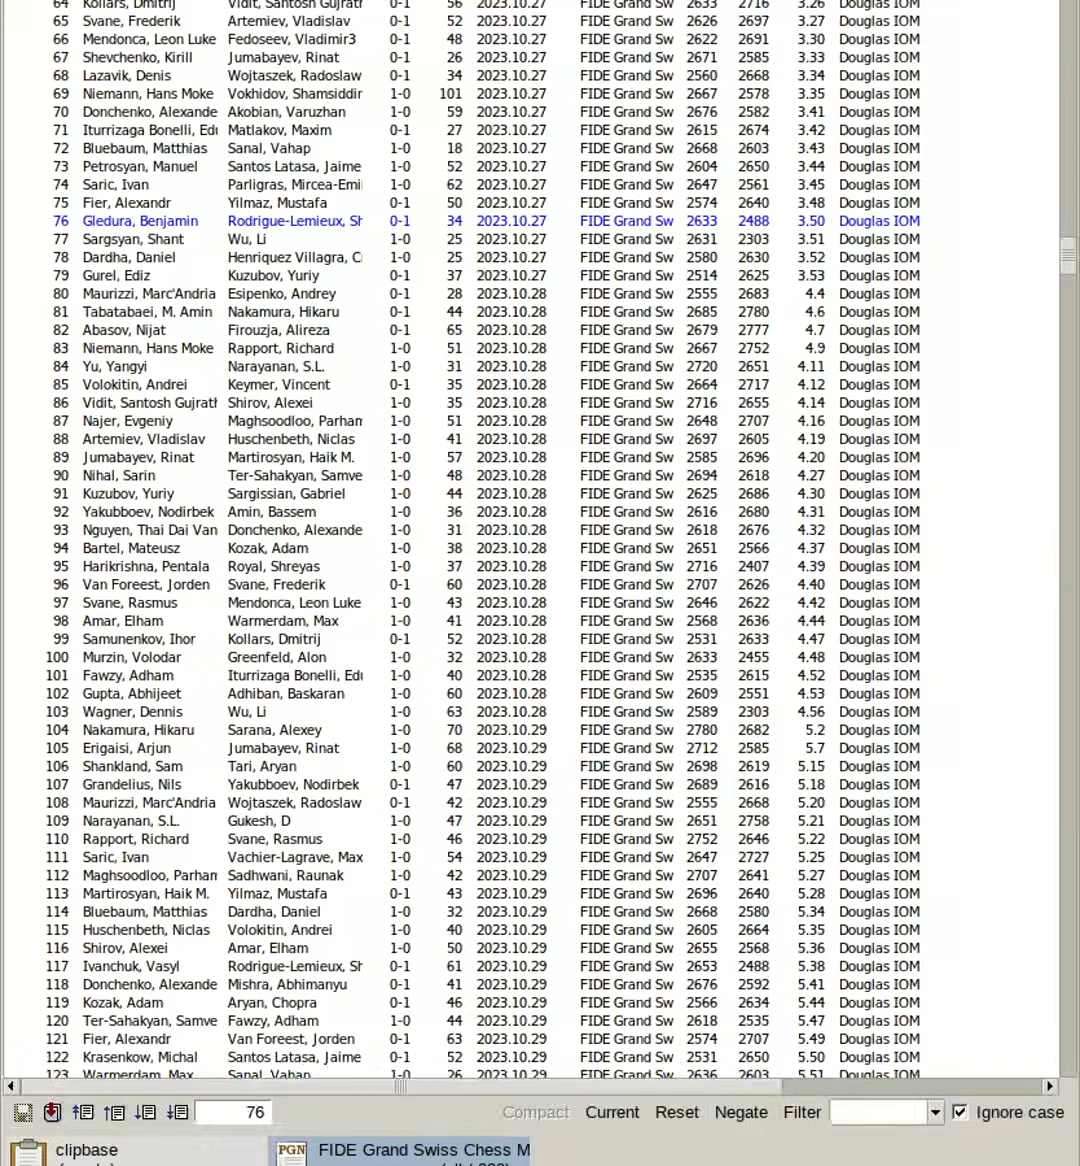 64 Kollars, Dmitrij Vidit, Santosh Gujrath 0-1 56 2023.10.27 FIDE Grand Sw 2633 2716 3.26 Douglas IOM
65 Svane, Frederik Artemiev, Vladislav 0-1 52 2023.10.27 FIDE Grand Sw 2626 2697 3.27 Douglas IOM
66 Mendonca, Leon Luke Fedoseev, Vladimir3 0-1 48 2023.10.27 FIDE Grand Sw 2622 2691 3.30 Douglas IOM
67 Shevchenko, Kirill Jumabayev, Rinat 0-1 26 2023.10.27 FIDE Grand Sw 2671 2585 3.33 Douglas IOM
68 Lazavik, Denis Wojtaszek, Radoslaw 0-1 34 2023.10.27 FIDE Grand Sw 2560 2668 3.34 Douglas IOM
69 Niemann, Hans Moke Vokhidov, Shamsiddin 1-0 101 2023.10.27 FIDE Grand Sw 2667 2578 3.35 Douglas IOM
70 Donchenko, Alexande Akobian, Varuzhan 1-0 59 2023.10.27 FIDE Grand Sw 2676 2582 3.41 Douglas IOM
71 Iturrizaga Bonelli, Edu Matlakov, Maxim 0-1 27 2023.10.27 FIDE Grand Sw 2615 2674 3.42 Douglas IOM
72 Bluebaum, Matthias Sanal, Vahap 1-0 18 2023.10.27 FIDE Grand Sw 2668 2603 3.43 Douglas IOM
73 Petrosyan, Manuel Santos Latasa, Jaime 1-0 52 2023.10.27 FIDE Grand Sw 2604 2650 3.44 Douglas IOM
74 Saric, Ivan Parligras, Mircea-Emi 1-0 62 2023.10.27 FIDE Grand Sw 2647 2561 3.45 Douglas IOM
75 Fier, Alexandr Yilmaz, Mustafa 0-1 50 2023.10.27 FIDE Grand Sw 2574 2640 3.48 Douglas IOM
76 Gledura, Benjamin Rodrigue-Lemieux, Sh 0-1 34 2023.10.27 FIDE Grand Sw 2633 2488 3.50 Douglas IOM
77 Sargsyan, Shant Wu, Li 1-0 25 2023.10.27 FIDE Grand Sw 2631 2303 3.51 Douglas IOM
78 Dardha, Daniel Henriquez Villagra, C 1-0 25 2023.10.27 FIDE Grand Sw 2580 2630 3.52 Douglas IOM
79 Gurel, Ediz Kuzubov, Yuriy 0-1 37 2023.10.27 FIDE Grand Sw 2514 2625 3.53 Douglas IOM
80 Maurizzi, Marc'Andria Esipenko, Andrey 0-1 28 2023.10.28 FIDE Grand Sw 2555 2683 4.4 Douglas IOM
81 Tabatabaei, M. Amin Nakamura, Hikaru 0-1 44 2023.10.28 FIDE Grand Sw 2685 2780 4.6 Douglas IOM
82 Abasov, Nijat Firouzja, Alireza 0-1 65 2023.10.28 FIDE Grand Sw 2679 2777 4.7 Douglas IOM
83 Niemann, Hans Moke Rapport, Richard 1-0 51 2023.10.28 FIDE Grand Sw 2667 2752 4.9 Douglas IOM
84 Yu, Yangyi Narayanan, S.L. 1-0 31 2023.10.28 FIDE Grand Sw 2720 2651 4.11 Douglas IOM
85 Volokitin, Andrei Keymer, Vincent 0-1 35 2023.10.28 FIDE Grand Sw 2664 2717 4.12 Douglas IOM
86 Vidit, Santosh Gujrath Shirov, Alexei 1-0 35 2023.10.28 FIDE Grand Sw 2716 2655 4.14 Douglas IOM
87 Najer, Evgeniy Maghsoodloo, Parham 1-0 51 2023.10.28 FIDE Grand Sw 2648 2707 4.16 Douglas IOM
88 Artemiev, Vladislav Huschenbeth, Niclas 1-0 41 2023.10.28 FIDE Grand Sw 2697 2605 4.19 Douglas IOM
89 Jumabayev, Rinat Martirosyan, Haik M. 1-0 57 2023.10.28 FIDE Grand Sw 2585 2696 4.20 Douglas IOM
90 Nihal, Sarin Ter-Sahakyan, Samve 1-0 48 2023.10.28 FIDE Grand Sw 2694 2618 4.27 Douglas IOM
91 Kuzubov, Yuriy Sargissian, Gabriel 1-0 44 2023.10.28 FIDE Grand Sw 2625 2686 4.30 Douglas IOM
92 Yakubboev, Nodirbek Amin, Bassem 1-0 36 2023.10.28 FIDE Grand Sw 2616 2680 4.31 Douglas IOM
93 Nguyen, Thai Dai Van Donchenko, Alexande 1-0 31 2023.10.28 FIDE Grand Sw 2618 2676 4.32 Douglas IOM
94 Bartel, Mateusz Kozak, Adam 1-0 38 2023.10.28 FIDE Grand Sw 2651 2566 4.37 Douglas IOM
95 Harikrishna, Pentala Royal, Shreyas 1-0 37 2023.10.28 FIDE Grand Sw 2716 2407 4.39 Douglas IOM
96 Van Foreest, Jorden Svane, Frederik 0-1 60 2023.10.28 FIDE Grand Sw 2707 2626 4.40 Douglas IOM
97 Svane, Rasmus Mendonca, Leon Luke 1-0 43 2023.10.28 FIDE Grand Sw 2646 2622 4.42 Douglas IOM
98 Amar, Elham Warmerdam, Max 1-0 41 2023.10.28 FIDE Grand Sw 2568 2636 4.44 Douglas IOM
99 Samunenkov, Ihor Kollars, Dmitrij 0-1 52 2023.10.28 FIDE Grand Sw 2531 2633 4.47 Douglas IOM
100 Murzin, Volodar Greenfeld, Alon 1-0 32 2023.10.28 FIDE Grand Sw 2633 2455 4.48 Douglas IOM
101 Fawzy, Adham Iturrizaga Bonelli, Edu 1-0 40 2023.10.28 FIDE Grand Sw 2535 2615 4.52 Douglas IOM
102 Gupta, Abhijeet Adhiban, Baskaran 1-0 60 2023.10.28 FIDE Grand Sw 2609 2551 4.53 Douglas IOM
103 Wagner, Dennis Wu, Li 1-0 63 2023.10.28 FIDE Grand Sw 2589 2303 4.56 Douglas IOM
104 Nakamura, Hikaru Sarana, Alexey 1-0 70 2023.10.29 FIDE Grand Sw 2780 2682 5.2 Douglas IOM
105 Erigaisi, Arjun Jumabayev, Rinat 1-0 68 2023.10.29 FIDE Grand Sw 2712 2585 5.7 Douglas IOM
106 Shankland, Sam Tari, Aryan 1-0 60 2023.10.29 FIDE Grand Sw 2698 2619 5.15 Douglas IOM
107 Grandelius, Nils Yakubboev, Nodirbek 0-1 47 2023.10.29 FIDE Grand Sw 2689 2616 5.18 Douglas IOM
108 Maurizzi, Marc'Andria Wojtaszek, Radoslaw 1-0 42 2023.10.29 FIDE Grand Sw 2555 2668 5.20 Douglas IOM
109 Narayanan, S.L. Gukesh, D 1-0 47 2023.10.29 FIDE Grand Sw 2651 2758 5.21 Douglas IOM
110 Rapport, Richard Svane, Rasmus 1-0 46 2023.10.29 FIDE Grand Sw 2752 2646 5.22 Douglas IOM
111 Saric, Ivan Vachier-Lagrave, Max 1-0 54 2023.10.29 FIDE Grand Sw 2647 2727 5.25 Douglas IOM
112 Maghsoodloo, Parham Sadhwani, Raunak 1-0 42 2023.10.29 FIDE Grand Sw 2707 2641 5.27 Douglas IOM
113 Martirosyan, Haik M. Yilmaz, Mustafa 0-1 43 2023.10.29 FIDE Grand Sw 2696 2640 5.28 Douglas IOM
114 Bluebaum, Matthias Dardha, Daniel 1-0 32 2023.10.29 FIDE Grand Sw 2668 2580 5.34 Douglas IOM
115 Huschenbeth, Niclas Volokitin, Andrei 1-0 40 2023.10.29 FIDE Grand Sw 2605 2664 5.35 Douglas IOM
116 Shirov, Alexei Amar, Elham 1-0 50 2023.10.29 FIDE Grand Sw 2655 2568 5.36 Douglas IOM
117 Ivanchuk, Vasyl Rodrigue-Lemieux, Sh 0-1 61 2023.10.29 FIDE Grand Sw 2653 2488 5.38 Douglas IOM
118 Donchenko, Alexande Mishra, Abhimanyu 0-1 41 2023.10.29 FIDE Grand Sw 2676 2592 5.41 Douglas IOM
119 Kozak, Adam Aryan, Chopra 0-1 46 2023.10.29 FIDE Grand Sw 2566 2634 5.44 Douglas IOM
120 Ter-Sahakyan, Samve Fawzy, Adham 1-0 44 2023.10.29 FIDE Grand Sw 2618 2535 5.47 Douglas IOM
121 Fier, Alexandr Van Foreest, Jorden 0-1 63 2023.10.29 FIDE Grand Sw 2574 2707 5.49 Douglas IOM
122 Krasenkow, Michal Santos Latasa, Jaime 0-1 52 2023.10.29 FIDE Grand Sw 2531 2650 5.50 Douglas IOM
123 Warmerdam, Max Sanal, Vahap 1-0 26 2023.10.29 FIDE Grand Sw 2636 2603 5.51 Douglas IOM
76 Compact Current Reset Negate Filter Ignore case
clipbase PGN FIDE Grand Swiss Chess M